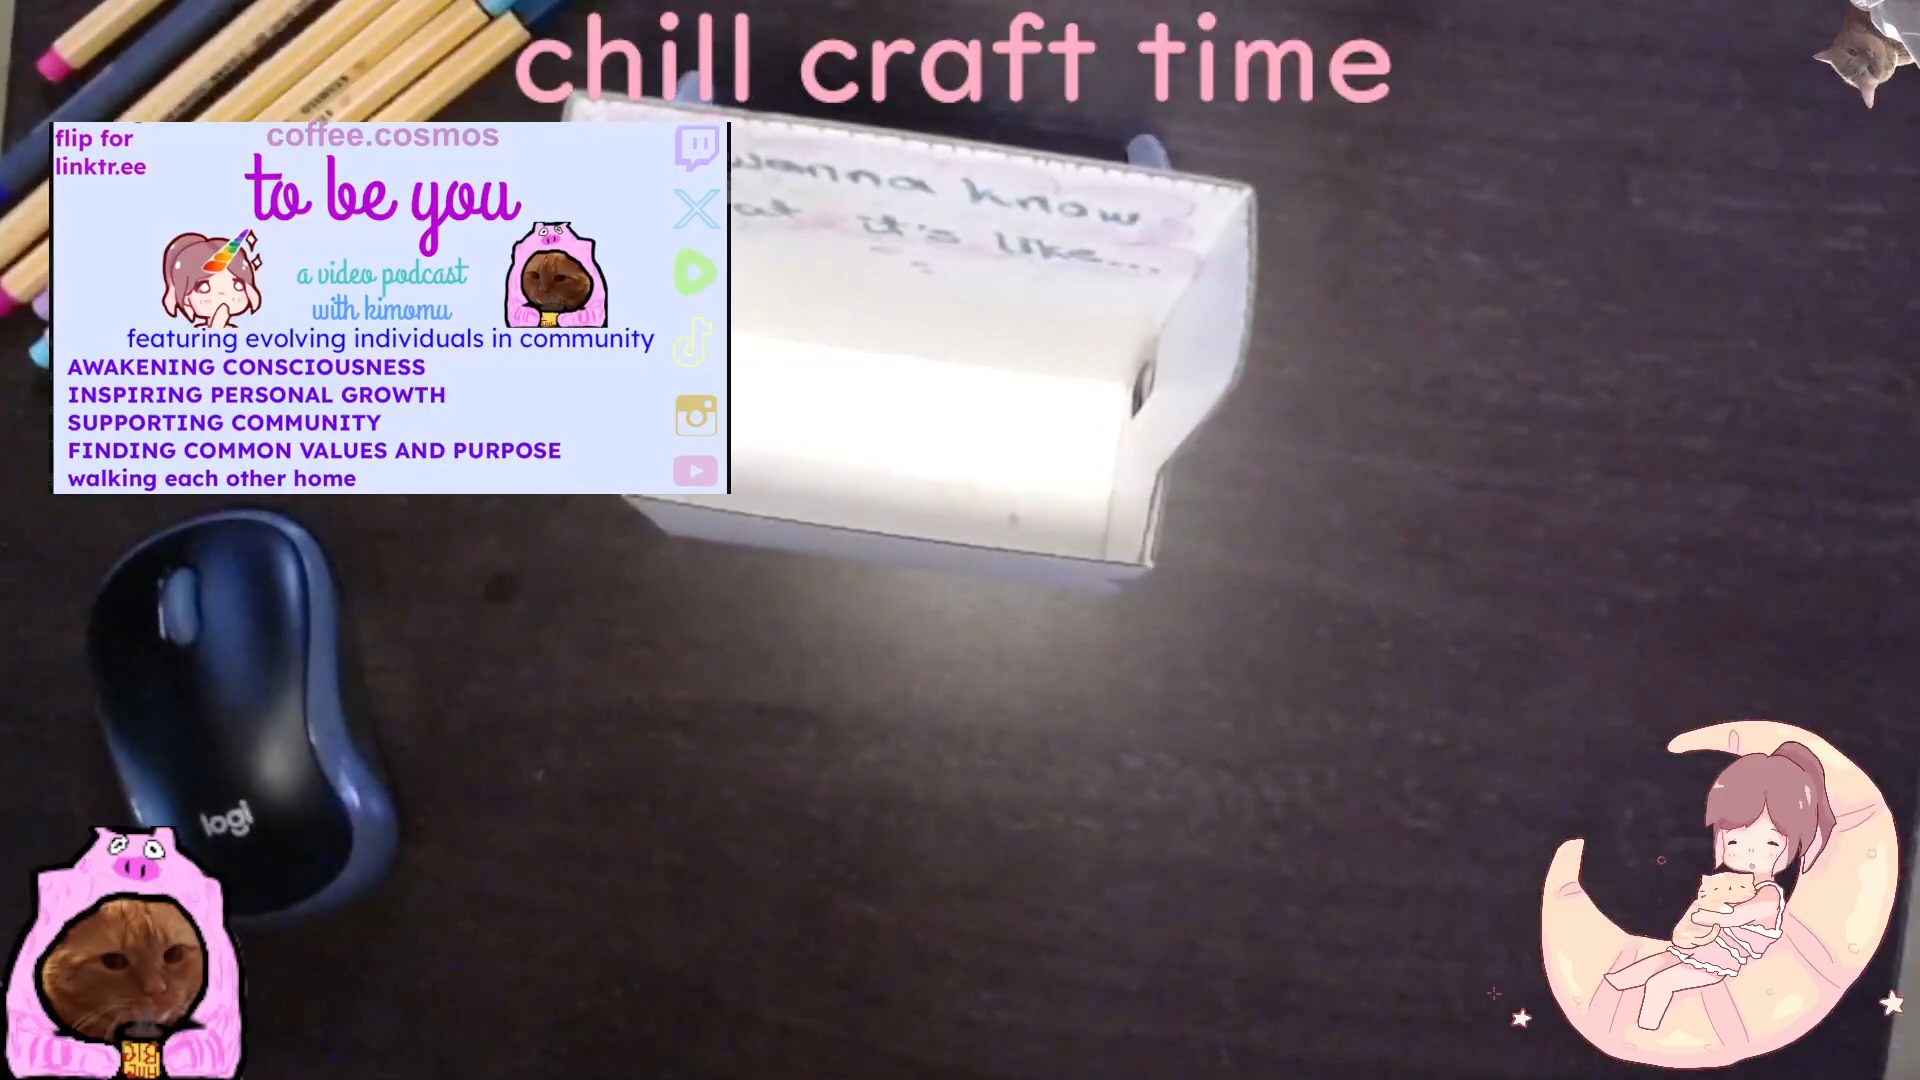 chill craft time
flip for
linktr.ee
coffee.cosmos
to be you
a video podcast
with kimomu
featuring evolving individuals in community
AWAKENING CONSCIOUSNESS
INSPIRING PERSONAL GROWTH
SUPPORTING COMMUNITY
FINDING COMMON VALUES AND PURPOSE
walking each other home
wanna know
at it's like...
logi